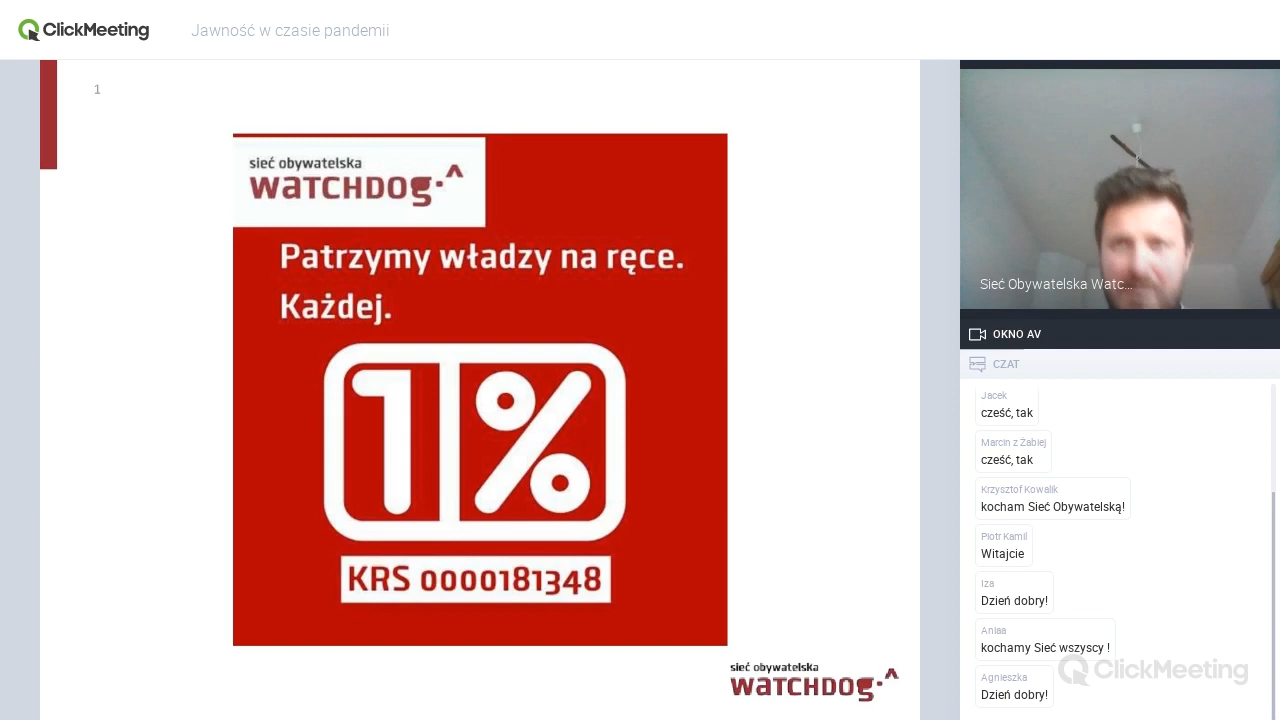 ClickMeeting
Jawność w czasie pandemii
1
sieć obywatelska
WATCHDOG
Patrzymy władzy na ręce.
Każdej.
1%
KRS 0000181348
sieć obywatelska
WATCHDOG
Sieć Obywatelska Watc...
OKNO AV
CZAT
Jacek
cześć, tak
Marcin z Żabiej
cześć, tak
Krzysztof Kowalik
kocham Sieć Obywatelską!
Piotr Kamil
Witajcie
Iza
Dzień dobry!
Aniaa
kochamy Sieć wszyscy !
Agnieszka
Dzień dobry!
ClickMeeting